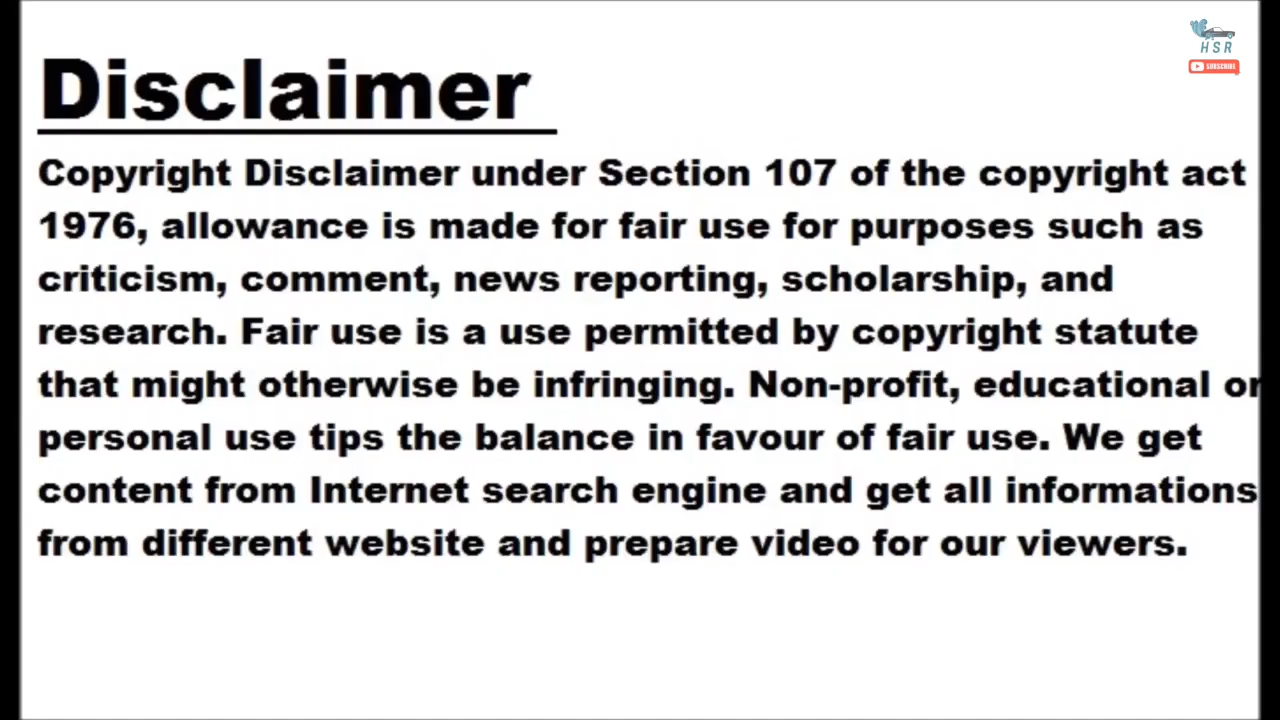 HSR
SUBSCRIBE
Disclaimer
Copyright Disclaimer under Section 107 of the copyright act
1976, allowance is made for fair use for purposes such as
criticism, comment, news reporting, scholarship, and
research. Fair use is a use permitted by copyright statute
that might otherwise be infringing. Non-profit, educational or
personal use tips the balance in favour of fair use. We get
content from Internet search engine and get all informations
from different website and prepare video for our viewers.